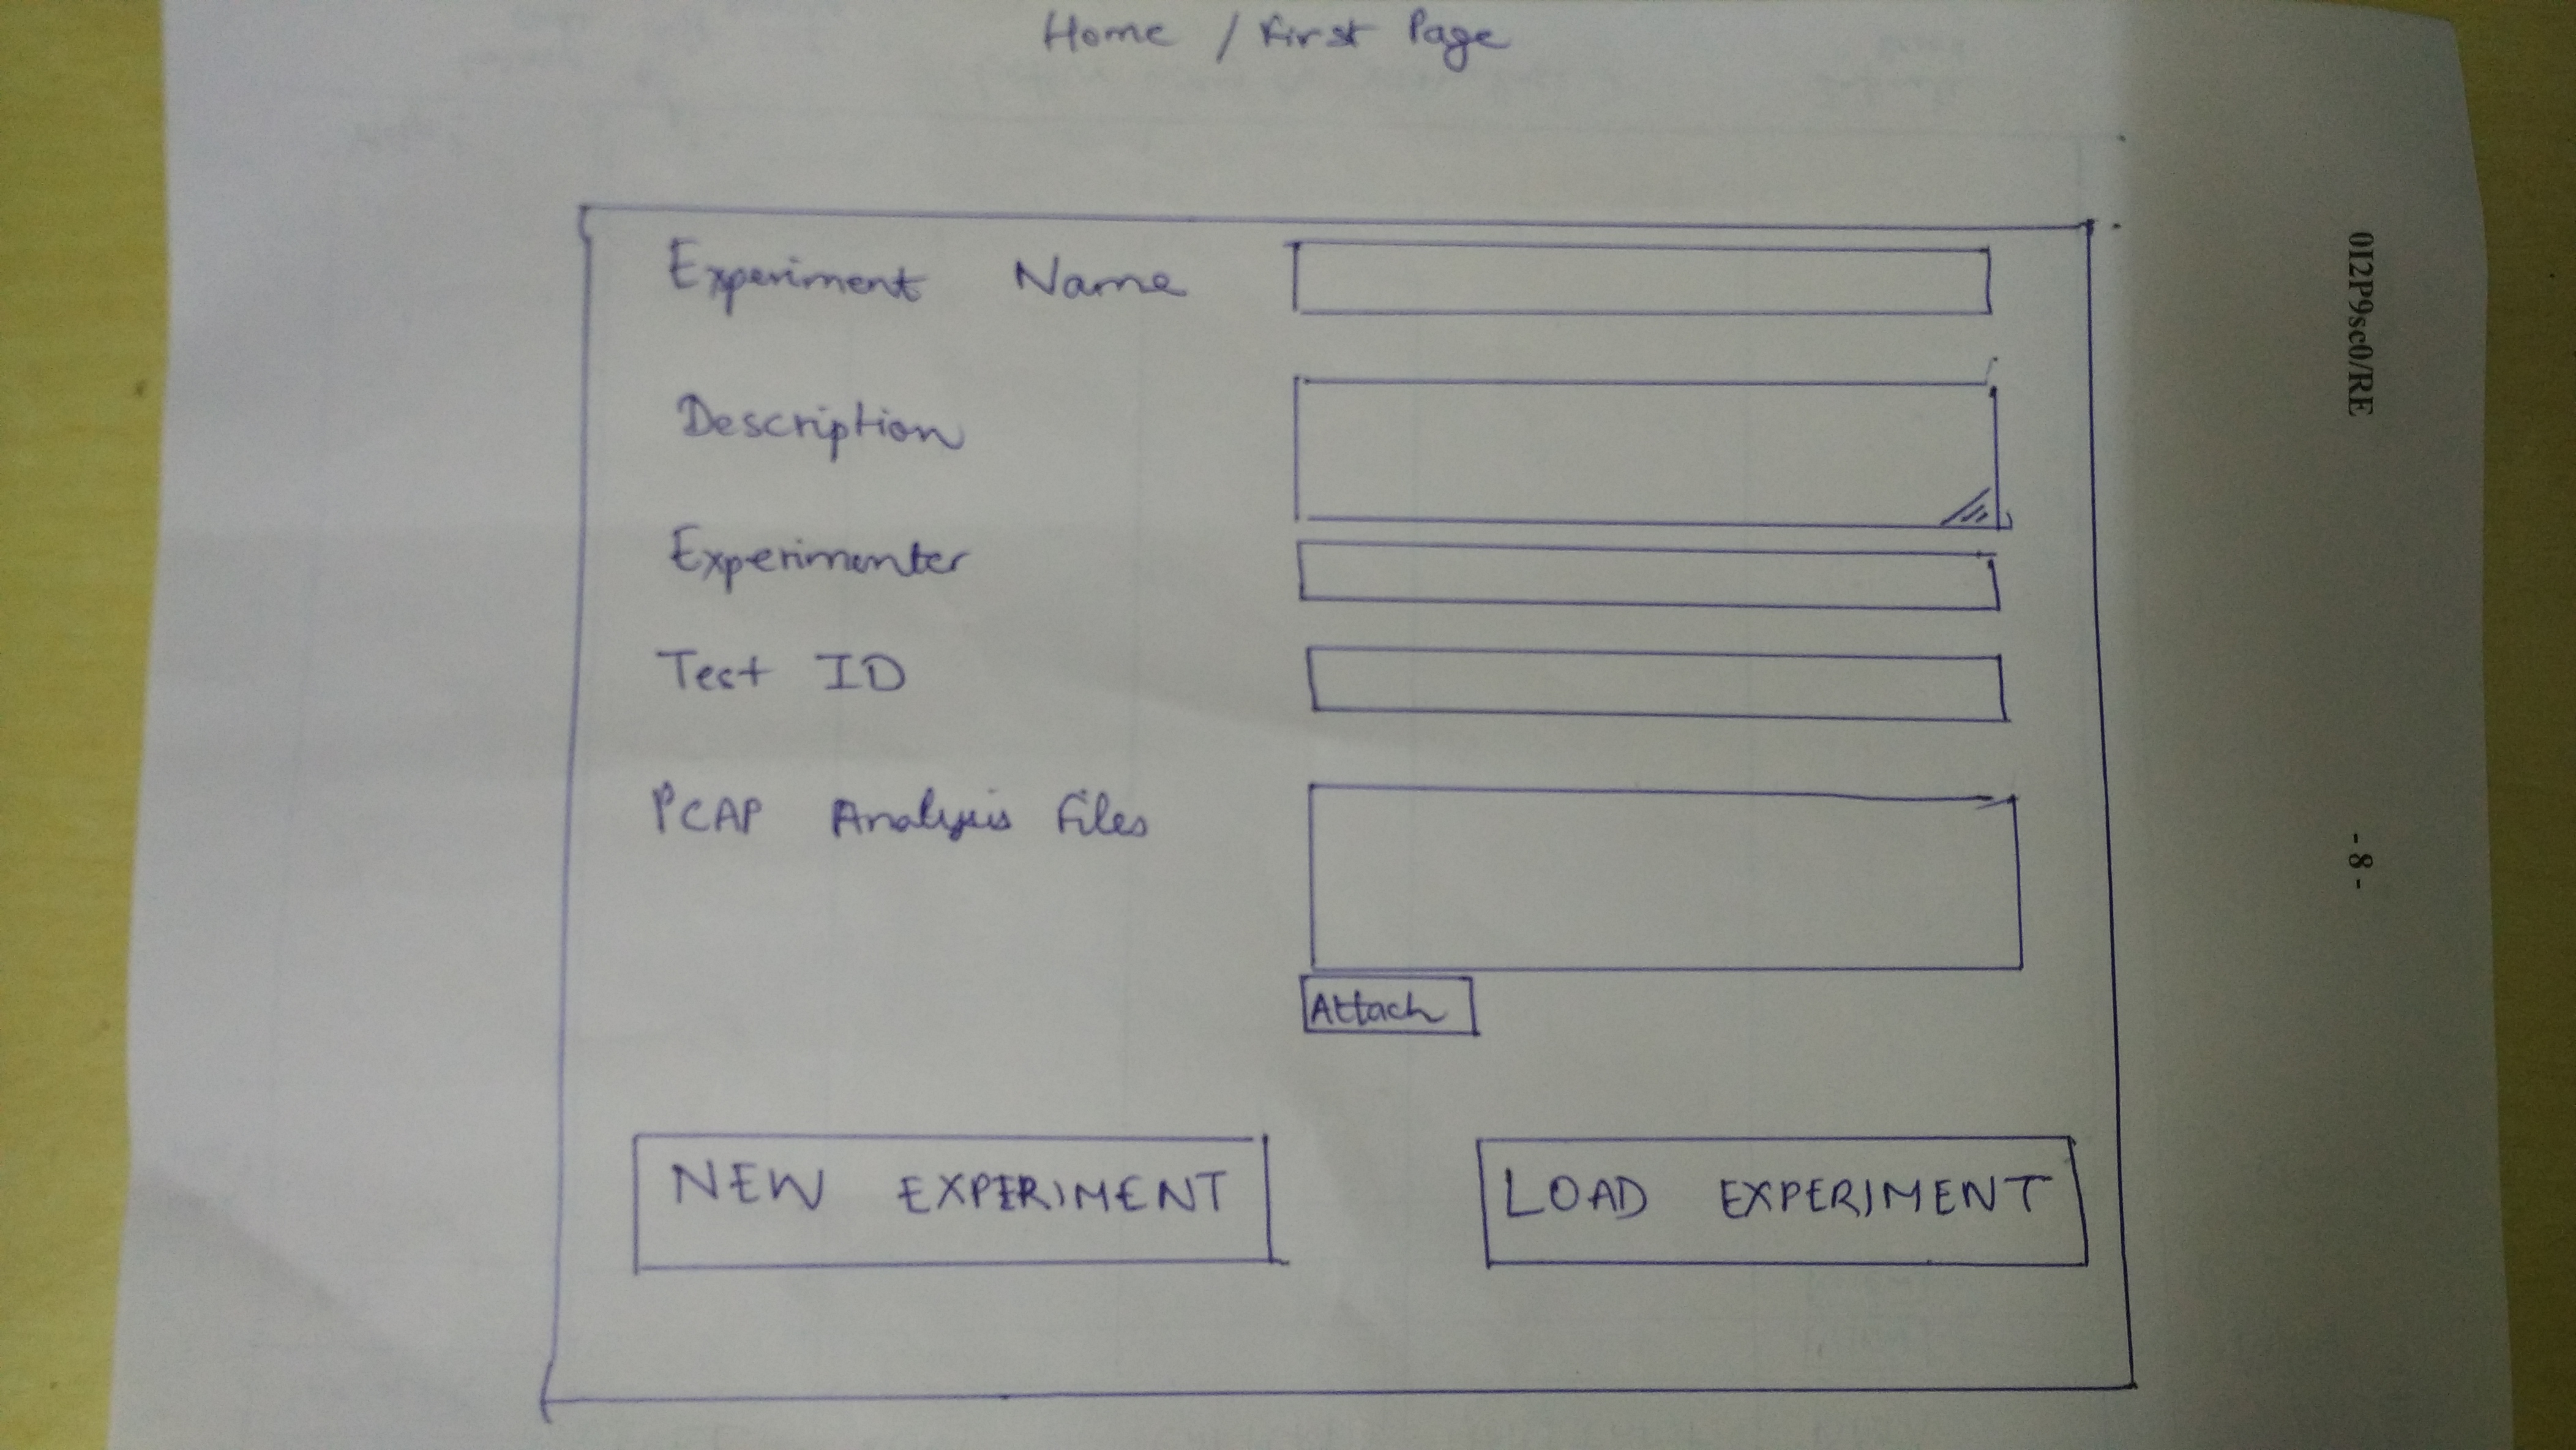 Home / First Page
Experiment Name
Description
Experimenter
Test ID
PCAP Analysis Files
Attach
NEW EXPERIMENT
LOAD EXPERIMENT
012P9sc0/RE
- 8 -